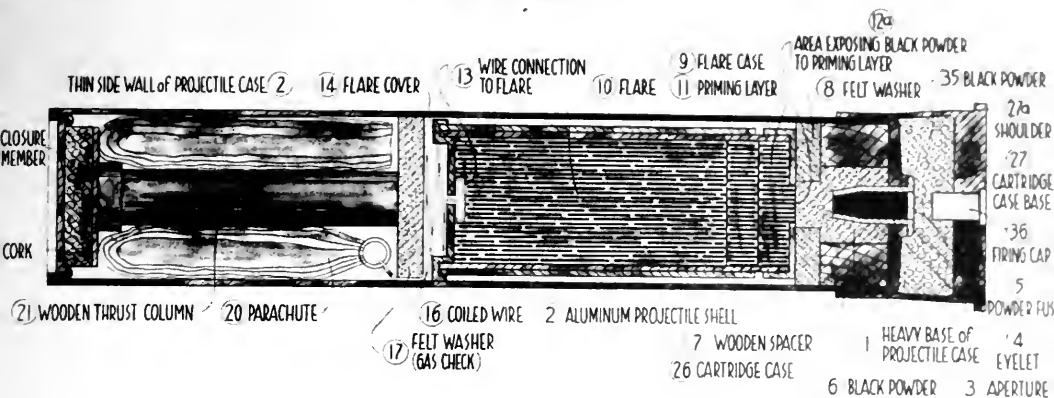 12a
AREA EXPOSING BLACK POWDER
TO PRIMING LAYER
9 FLARE CASE
13 WIRE CONNECTION
TO FLARE
THIN SIDE WALL of PROJECTILE CASE 2
14 FLARE COVER
10 FLARE
11 PRIMING LAYER
8 FELT WASHER
35 BLACK POWDER
27a
SHOULDER
27
CARTRIDGE
CASE BASE
36
FIRING CAP
5
POWDER FUS
4
EYELET
3 APERTURE
CLOSURE
MEMBER
CORK
21 WOODEN THRUST COLUMN
20 PARACHUTE
16 COILED WIRE
2 ALUMINUM PROJECTILE SHELL
17 FELT WASHER
(GAS CHECK)
7 WOODEN SPACER
26 CARTRIDGE CASE
1 HEAVY BASE of
PROJECTILE CASE
6 BLACK POWDER